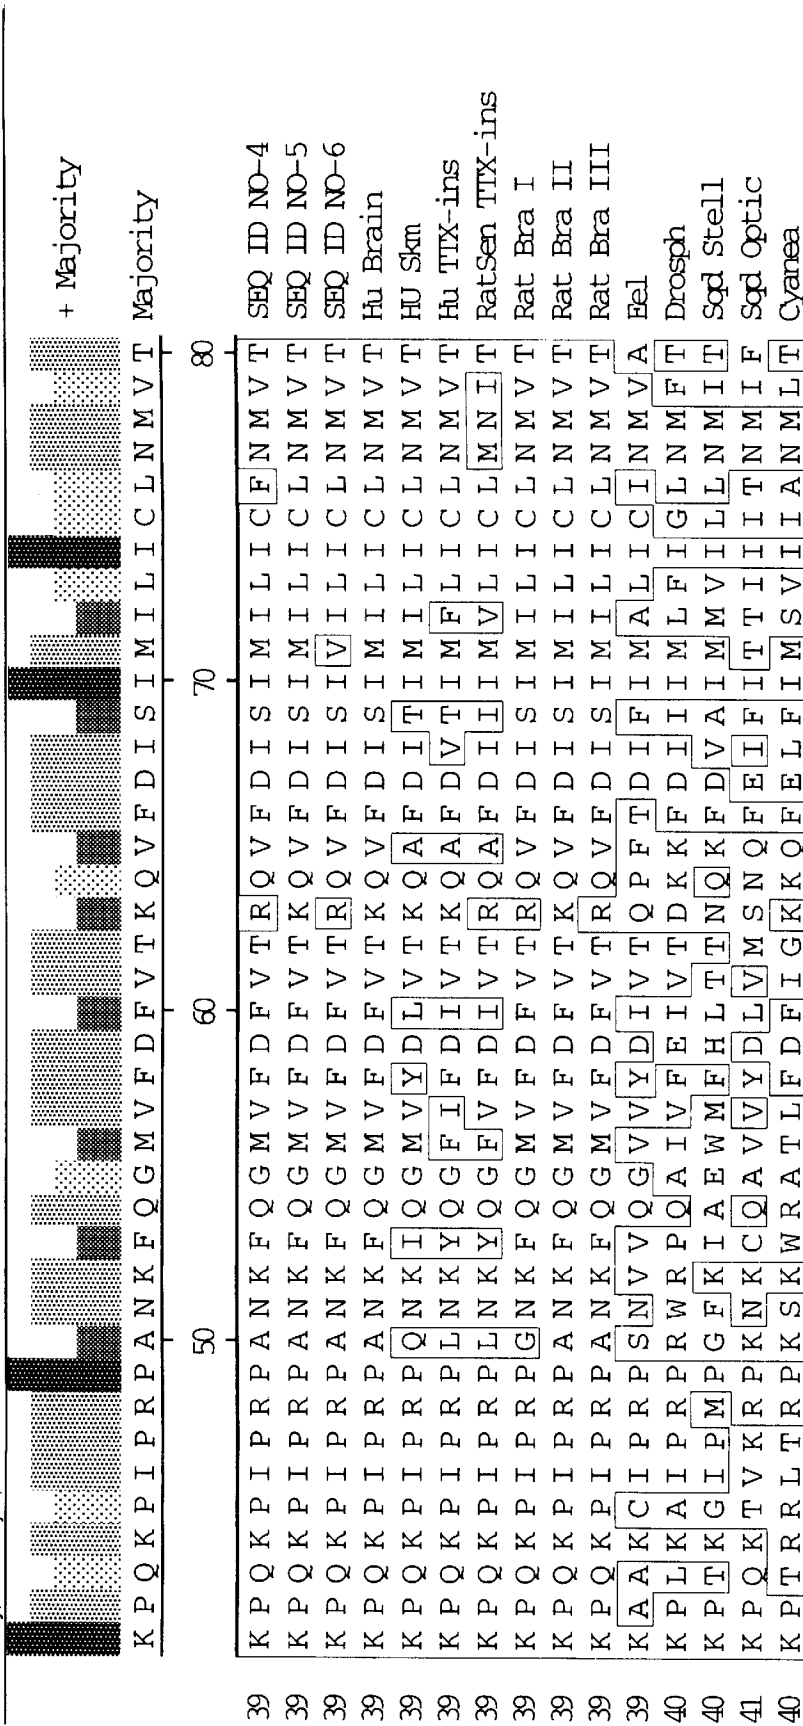 + Majority
K P Q K P I P R P A N K F Q G M V F D F V T K Q V F D I S I M I L I C L N M V T Majority
50 60 70 80
39 K P Q K P I P R P A N K F Q G M V F D F V T R Q V F D I S I M I L I C F N M V T SEQ ID NO-4
39 K P Q K P I P R P A N K F Q G M V F D F V T K Q V F D I S I M I L I C L N M V T SEQ ID NO-5
39 K P Q K P I P R P A N K F Q G M V F D F V T R Q V F D I S I V I L I C L N M V T SEQ ID NO-6
39 K P Q K P I P R P A N K F Q G M V F D F V T K Q V F D I S I M I L I C L N M V T Hu Brain
39 K P Q K P I P R P Q N K I Q G M V Y D L V T K Q A F D I T I M I L I C L N M V T HU Skm
39 K P Q K P I P R P L N K Y Q G F I F D I V T K Q A F D V T I M F L I C L N M V T Hu TTX-ins
39 K P Q K P I P R P L N K Y Q G F V F D I V T R Q A F D I I I M V L I C L M N I T RatSen TTX-ins
39 K P Q K P I P R P G N K F Q G M V F D F V T R Q V F D I S I M I L I C L N M V T Rat Bra I
39 K P Q K P I P R P A N K F Q G M V F D F V T K Q V F D I S I M I L I C L N M V T Rat Bra II
39 K P Q K P I P R P A N K F Q G M V F D F V T R Q V F D I S I M I L I C L N M V T Rat Bra III
39 K A A K C I P R P S N V V Q G V V Y D I V T Q P F T D I F I M A L I C I N M V A Eel
40 K P L K A I P R P R W R P Q A I V F E I V T D K K F D I I I M L F I G L N M F T Drosph
40 K P T K G I P M P G F K I A E W M F H L T T N Q K F D V A I M M V I L L N M I T Sqd Stell
41 K P Q K T V K R P K N K C Q A V V Y D L V M S N Q F E I F I T T I I I T N M I F Sqd Optic
40 K P T R R L T R P K S K W R A T L F D F I G K K Q F E L F I M S V I I A N M L T Cyanea